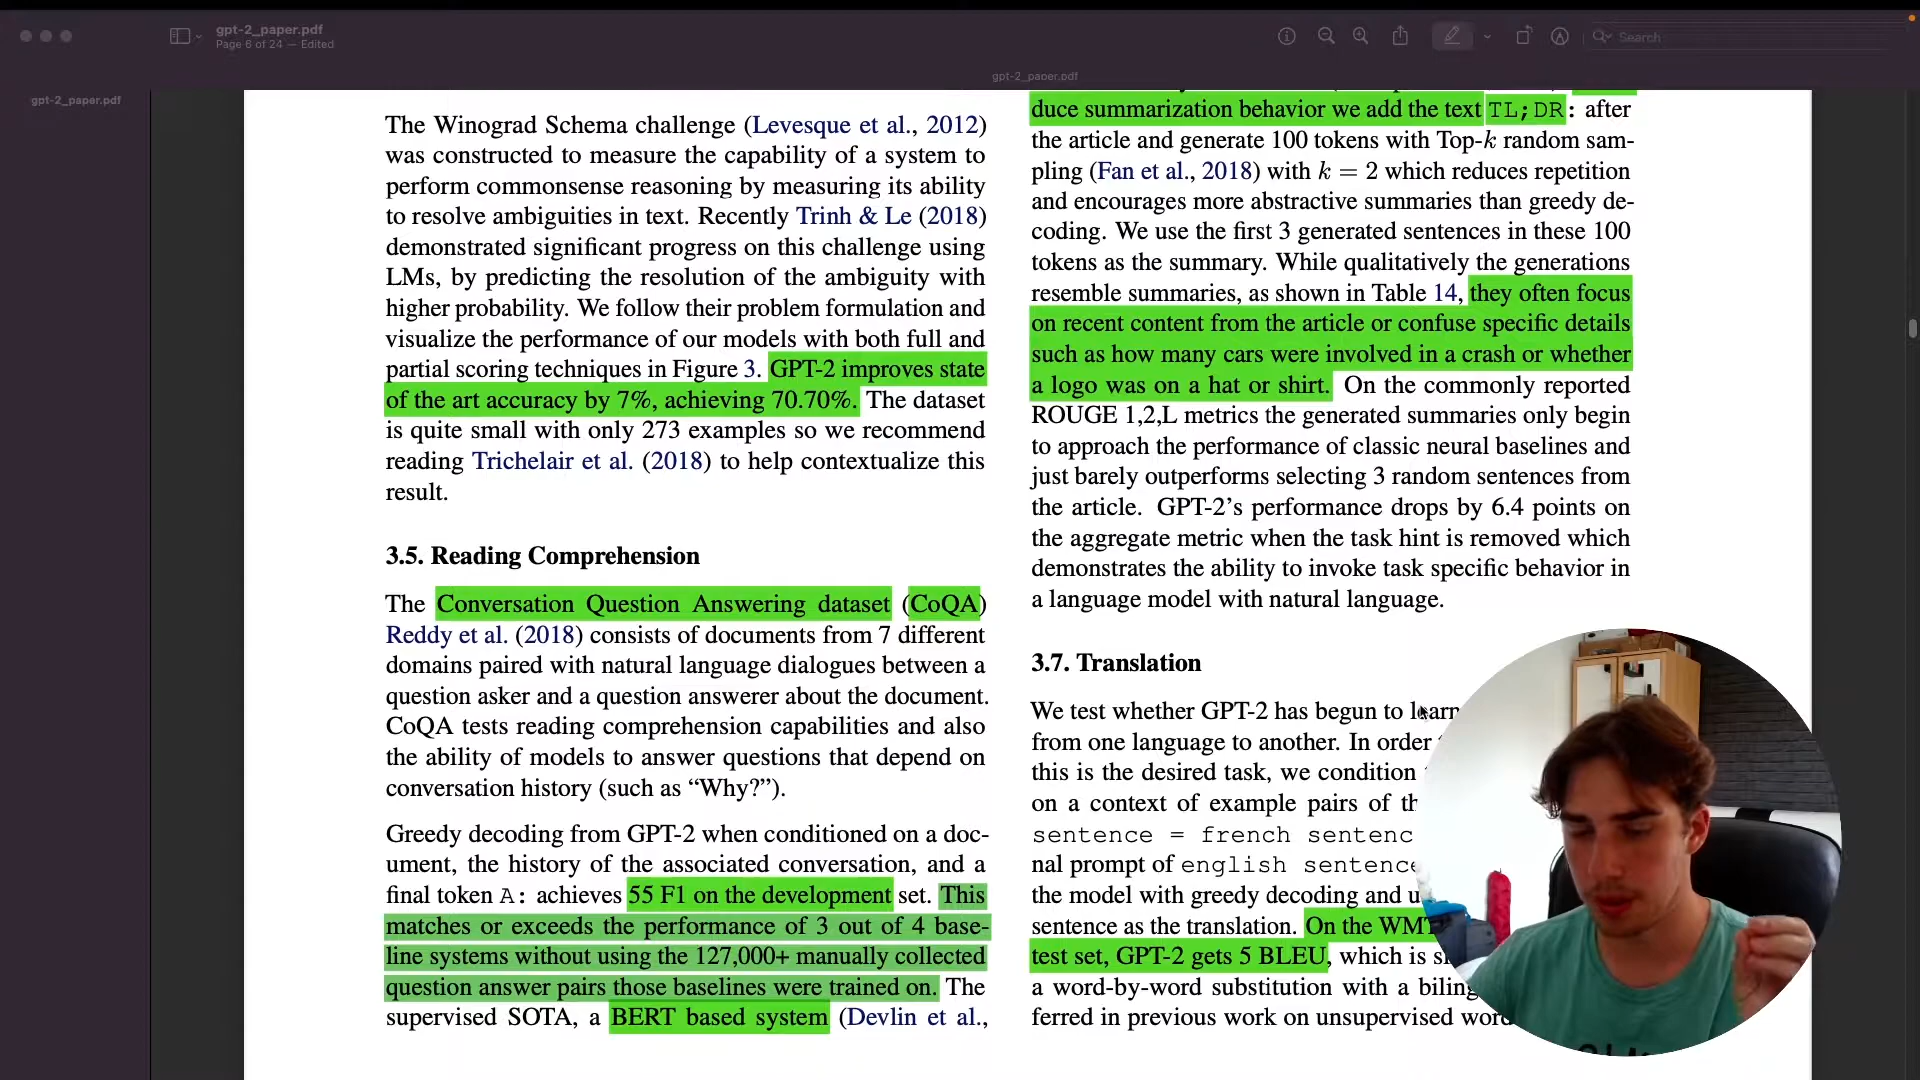 gpt-2_paper.pdf
Page 6 of 24 — Edited
Search
gpt-2_paper.pdf
gpt-2_paper.pdf
The Winograd Schema challenge (Levesque et al., 2012)
was constructed to measure the capability of a system to
perform commonsense reasoning by measuring its ability
to resolve ambiguities in text. Recently Trinh & Le (2018)
demonstrated significant progress on this challenge using
LMs, by predicting the resolution of the ambiguity with
higher probability. We follow their problem formulation and
visualize the performance of our models with both full and
partial scoring techniques in Figure 3. GPT-2 improves state
of the art accuracy by 7%, achieving 70.70%. The dataset
is quite small with only 273 examples so we recommend
reading Trichelair et al. (2018) to help contextualize this
result.
3.5. Reading Comprehension
The Conversation Question Answering dataset (CoQA)
Reddy et al. (2018) consists of documents from 7 different
domains paired with natural language dialogues between a
question asker and a question answerer about the document.
CoQA tests reading comprehension capabilities and also
the ability of models to answer questions that depend on
conversation history (such as “Why?”).
Greedy decoding from GPT-2 when conditioned on a doc-
ument, the history of the associated conversation, and a
final token A: achieves 55 F1 on the development set. This
matches or exceeds the performance of 3 out of 4 base-
line systems without using the 127,000+ manually collected
question answer pairs those baselines were trained on. The
supervised SOTA, a BERT based system (Devlin et al.,
duce summarization behavior we add the text TL;DR: after
the article and generate 100 tokens with Top-k random sam-
pling (Fan et al., 2018) with k = 2 which reduces repetition
and encourages more abstractive summaries than greedy de-
coding. We use the first 3 generated sentences in these 100
tokens as the summary. While qualitatively the generations
resemble summaries, as shown in Table 14, they often focus
on recent content from the article or confuse specific details
such as how many cars were involved in a crash or whether
a logo was on a hat or shirt. On the commonly reported
ROUGE 1,2,L metrics the generated summaries only begin
to approach the performance of classic neural baselines and
just barely outperforms selecting 3 random sentences from
the article. GPT-2’s performance drops by 6.4 points on
the aggregate metric when the task hint is removed which
demonstrates the ability to invoke task specific behavior in
a language model with natural language.
3.7. Translation
We test whether GPT-2 has begun to learn
from one language to another. In order
this is the desired task, we condition
on a context of example pairs of
sentence = french
nal prompt of english sentence
the model with greedy decoding and
sentence as the translation. On the
test set, GPT-2 gets 5 BLEU, which is
a word-by-word substitution with a
ferred in previous work on unsupervised